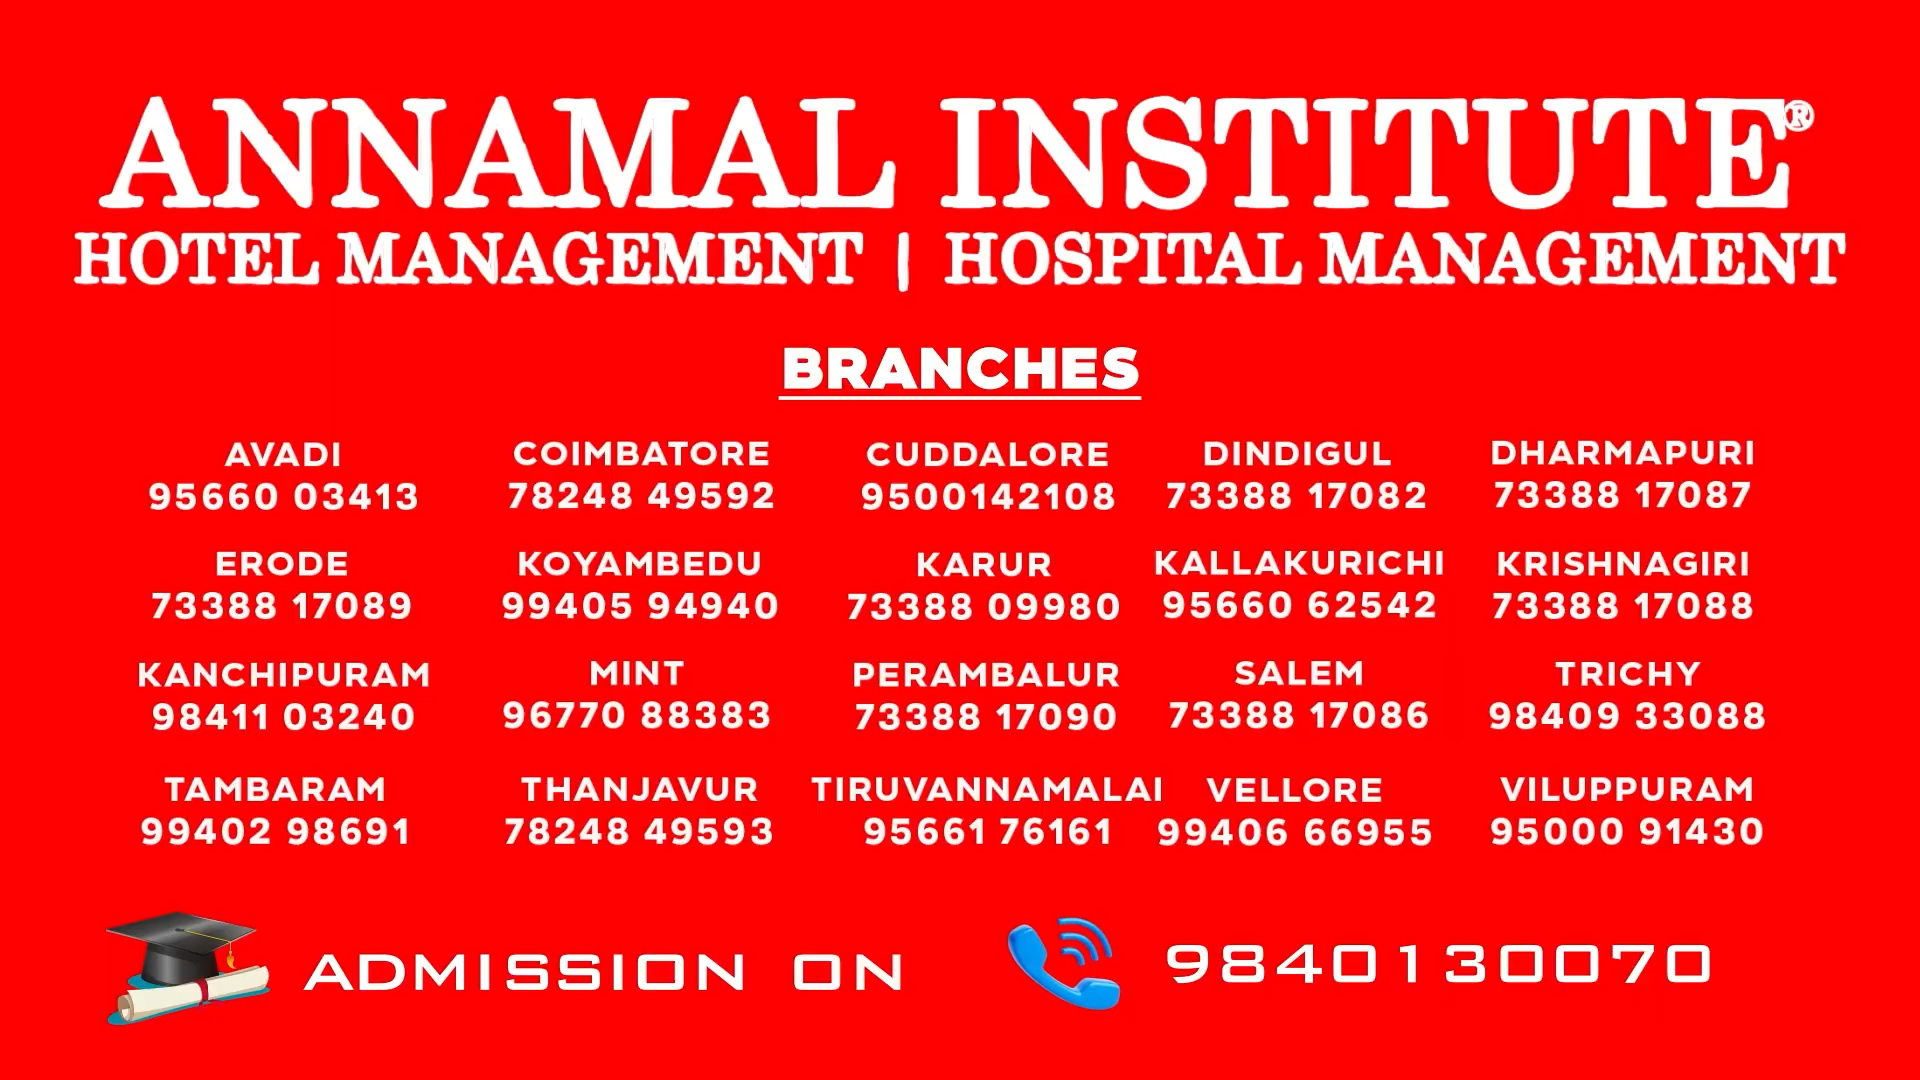 ANNAMAL INSTITUTE®
HOTEL MANAGEMENT | HOSPITAL MANAGEMENT
BRANCHES
AVADI COIMBATORE CUDDALORE DINDIGUL DHARMAPURI
95660 03413 78248 49592 9500142108 73388 17082 73388 17087
ERODE KOYAMBEDU KARUR KALLAKURICHI KRISHNAGIRI
73388 17089 99405 94940 73388 09980 95660 62542 73388 17088
KANCHIPURAM MINT PERAMBALUR SALEM TRICHY
98411 03240 96770 88383 73388 17090 73388 17086 98409 33088
TAMBARAM THANJAVUR TIRUVANNAMALAI VELLORE VILUPPURAM
99402 98691 78248 49593 95661 76161 99406 66955 95000 91430
ADMISSION ON 9840130070